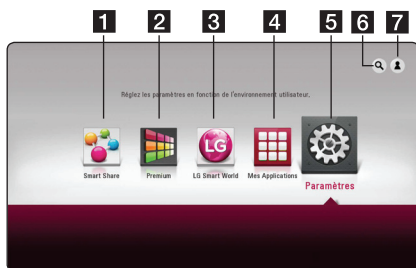 1 2 3 4 5 6 7
Réglez les paramètres en fonction de l'environnement utilisateur.
LG
Smart Share Premium LG Smart World Mes Applications Paramètres